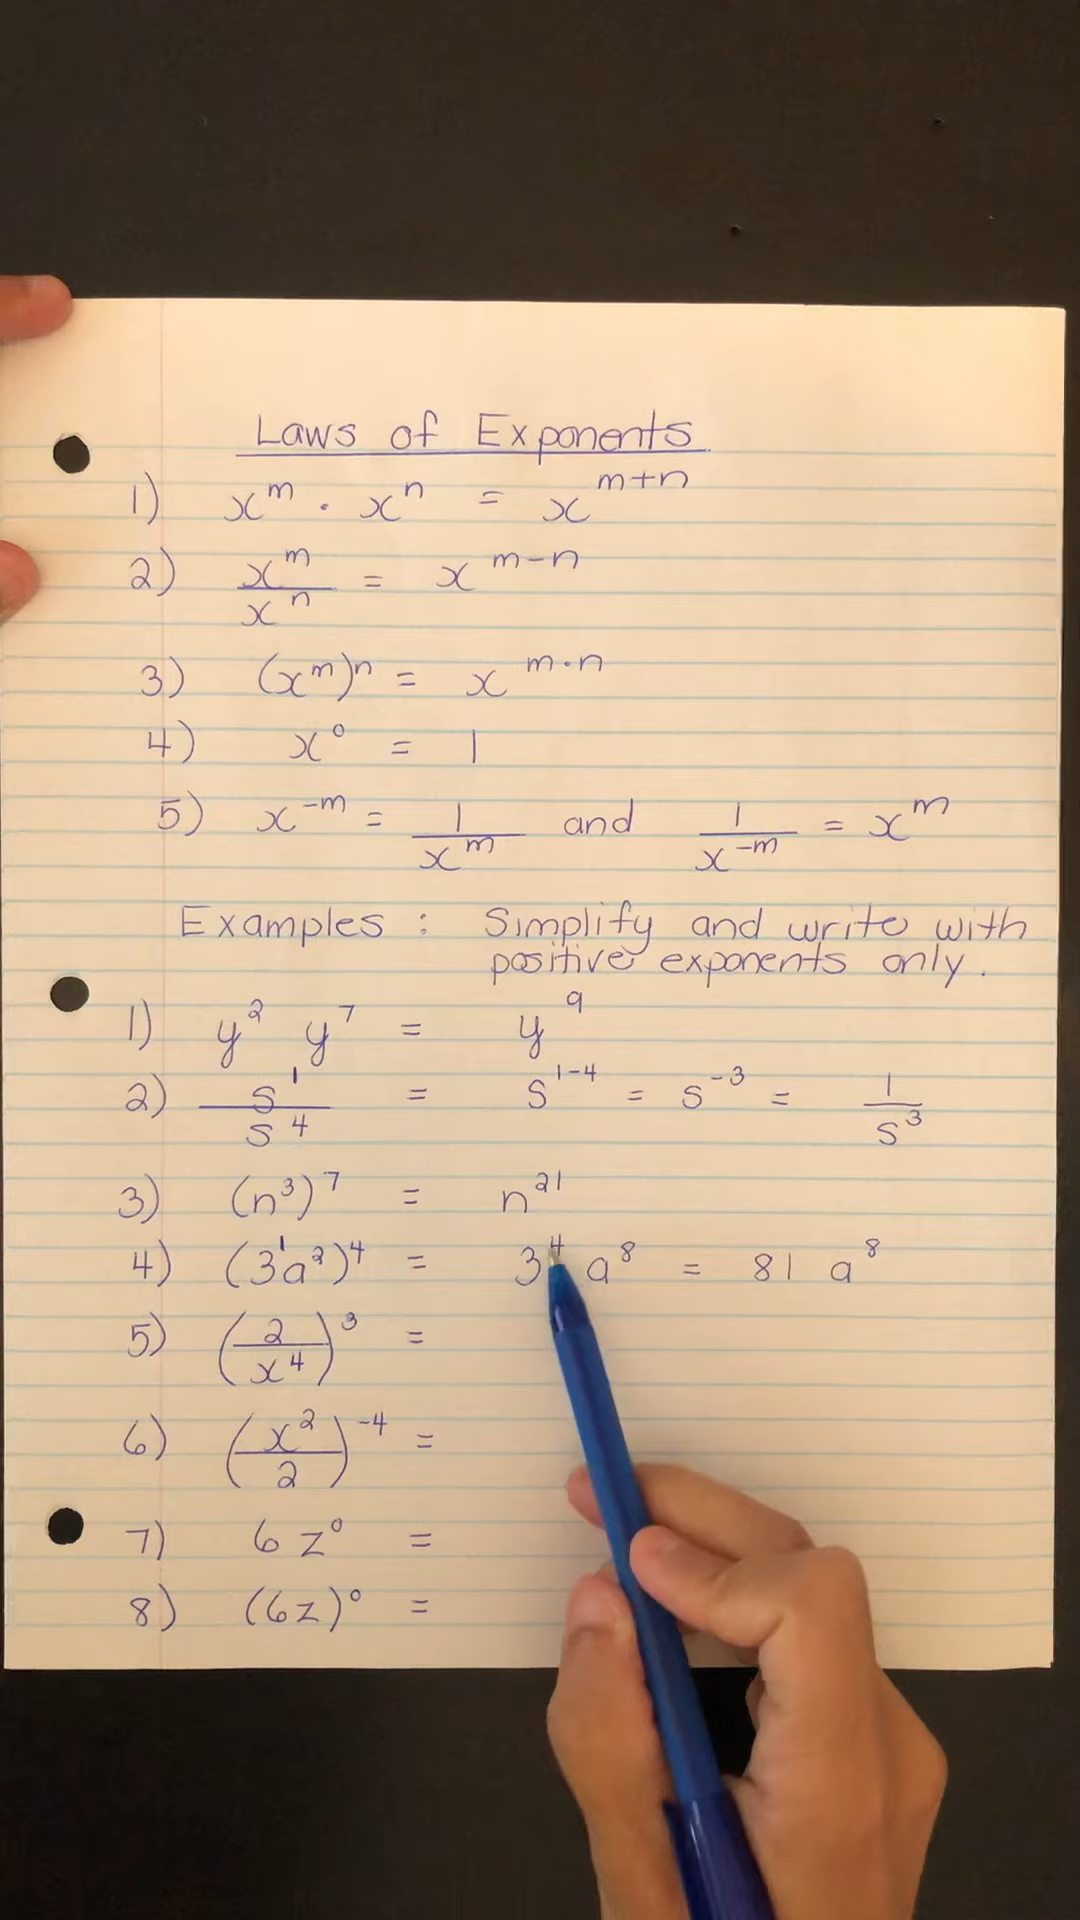 Laws of Exponents
1) x^m · x^n = x^(m+n)
2) x^m / x^n = x^(m-n)
3) (x^m)^n = x^(m·n)
4) x^0 = 1
5) x^-m = 1 / x^m and 1 / x^-m = x^m
Examples : Simplify and write with
positive exponents only.
1) y^2 y^7 = y^9
2) s^1 / s^4 = s^(1-4) = s^-3 = 1 / s^3
3) (n^3)^7 = n^21
4) (3^1 a^2)^4 = 3^4 a^8 = 81 a^8
5) (2 / x^4)^3 =
6) (x^2 / 2)^-4 =
7) 6 z^0 =
8) (6z)^0 =